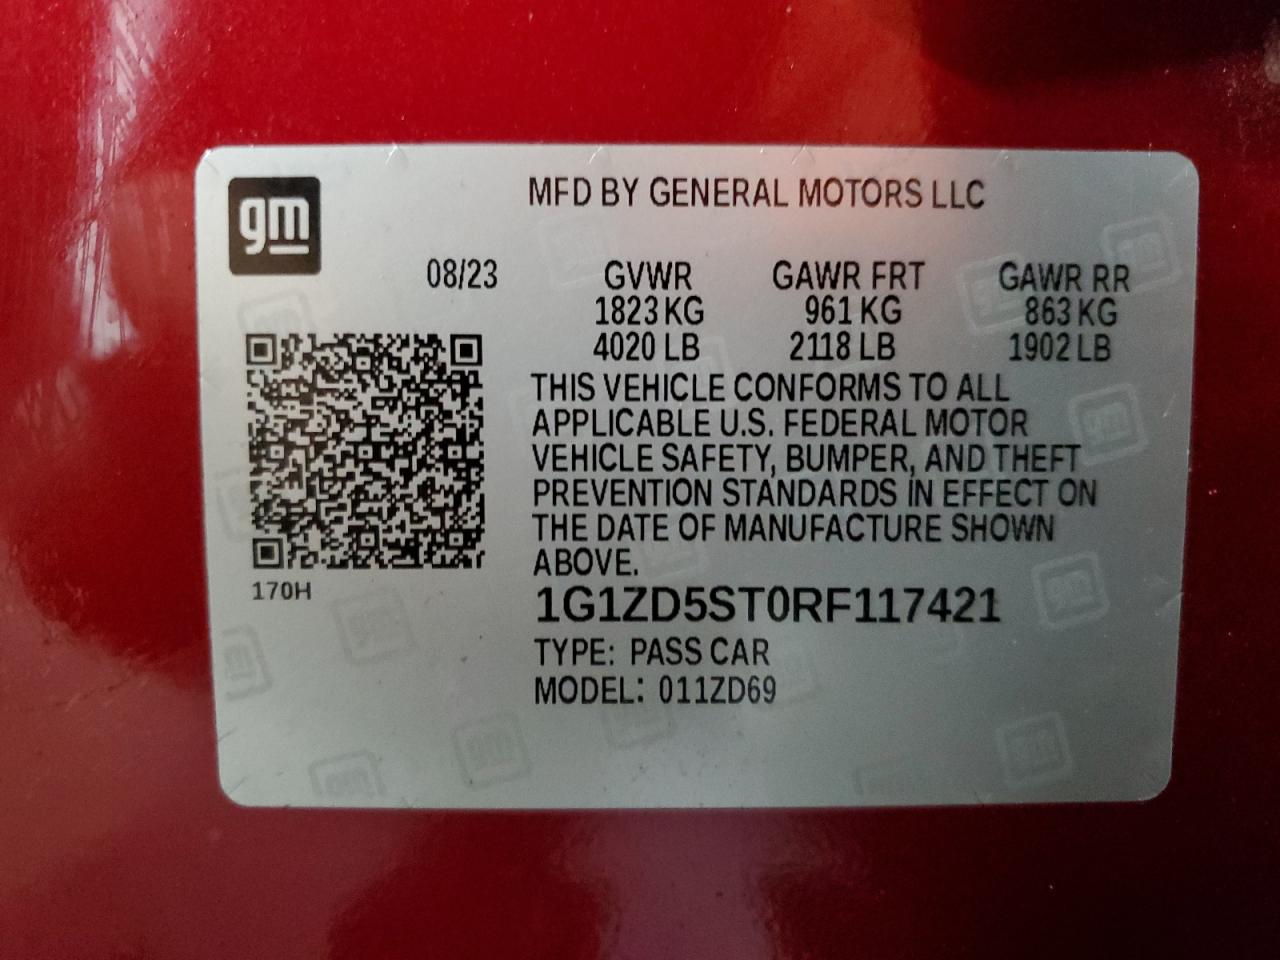 gm
MFD BY GENERAL MOTORS LLC
08/23 GVWR GAWR FRT GAWR RR
1823 KG 961 KG 863 KG
4020 LB 2118 LB 1902 LB
THIS VEHICLE CONFORMS TO ALL
APPLICABLE U.S. FEDERAL MOTOR
VEHICLE SAFETY, BUMPER, AND THEFT
PREVENTION STANDARDS IN EFFECT ON
THE DATE OF MANUFACTURE SHOWN
ABOVE.
170H
1G1ZD5ST0RF117421
TYPE: PASS CAR
MODEL: 011ZD69